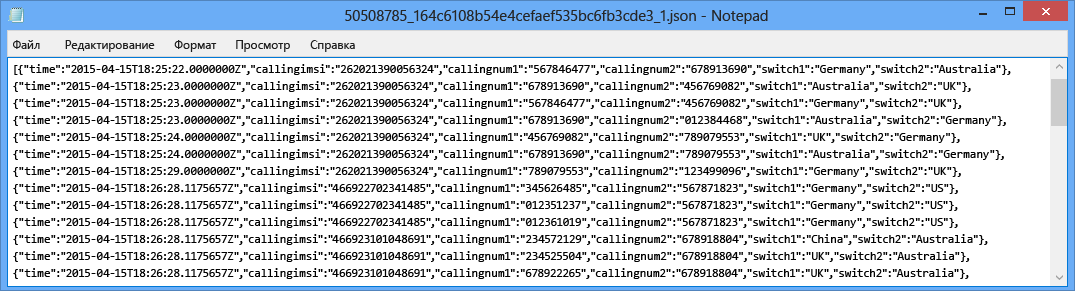 50508785_164c6108b54e4cefaef535bc6fb3cde3_1.json - Notepad
Файл Редактирование Формат Просмотр Справка
[{"time":"2015-04-15T18:25:22.0000000Z","callingimsi":"262021390056324","callingnum1":"567846477","callingnum2":"678913690","switch1":"Germany","switch2":"Australia"},
{"time":"2015-04-15T18:25:23.0000000Z","callingimsi":"262021390056324","callingnum1":"678913690","callingnum2":"456769082","switch1":"Australia","switch2":"UK"},
{"time":"2015-04-15T18:25:23.0000000Z","callingimsi":"262021390056324","callingnum1":"567846477","callingnum2":"456769082","switch1":"Germany","switch2":"UK"},
{"time":"2015-04-15T18:25:23.0000000Z","callingimsi":"262021390056324","callingnum1":"678913690","callingnum2":"012384468","switch1":"Australia","switch2":"Germany"},
{"time":"2015-04-15T18:25:24.0000000Z","callingimsi":"262021390056324","callingnum1":"456769082","callingnum2":"789079553","switch1":"UK","switch2":"Germany"},
{"time":"2015-04-15T18:25:24.0000000Z","callingimsi":"262021390056324","callingnum1":"678913690","callingnum2":"789079553","switch1":"Australia","switch2":"Germany"},
{"time":"2015-04-15T18:25:29.0000000Z","callingimsi":"262021390056324","callingnum1":"789079553","callingnum2":"123499096","switch1":"Germany","switch2":"UK"},
{"time":"2015-04-15T18:26:28.1175657Z","callingimsi":"466922702341485","callingnum1":"345626485","callingnum2":"567871823","switch1":"Germany","switch2":"US"},
{"time":"2015-04-15T18:26:28.1175657Z","callingimsi":"466922702341485","callingnum1":"012351237","callingnum2":"567871823","switch1":"Germany","switch2":"US"},
{"time":"2015-04-15T18:26:28.1175657Z","callingimsi":"466922702341485","callingnum1":"012361019","callingnum2":"567871823","switch1":"Germany","switch2":"US"},
{"time":"2015-04-15T18:26:28.1175657Z","callingimsi":"466923101048691","callingnum1":"234572129","callingnum2":"678918804","switch1":"China","switch2":"Australia"},
{"time":"2015-04-15T18:26:28.1175657Z","callingimsi":"466923101048691","callingnum1":"234525504","callingnum2":"678918804","switch1":"UK","switch2":"Australia"},
{"time":"2015-04-15T18:26:28.1175657Z","callingimsi":"466923101048691","callingnum1":"678922265","callingnum2":"678918804","switch1":"UK","switch2":"Australia"},